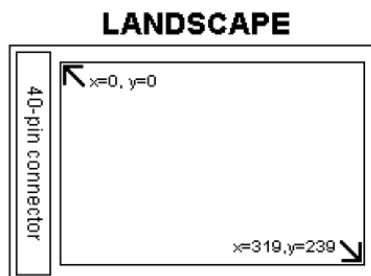 LANDSCAPE
40-pin connector
x=0, y=0
x=319,y=239